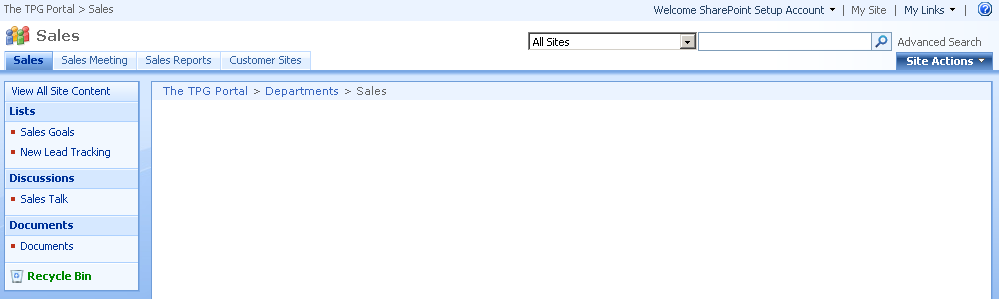 The TPG Portal > Sales
Welcome SharePoint Setup Account | My Site | My Links |
Sales
All Sites
Advanced Search
Sales Sales Meeting Sales Reports Customer Sites
Site Actions
View All Site Content
The TPG Portal > Departments > Sales
Lists
Sales Goals
New Lead Tracking
Discussions
Sales Talk
Documents
Documents
Recycle Bin